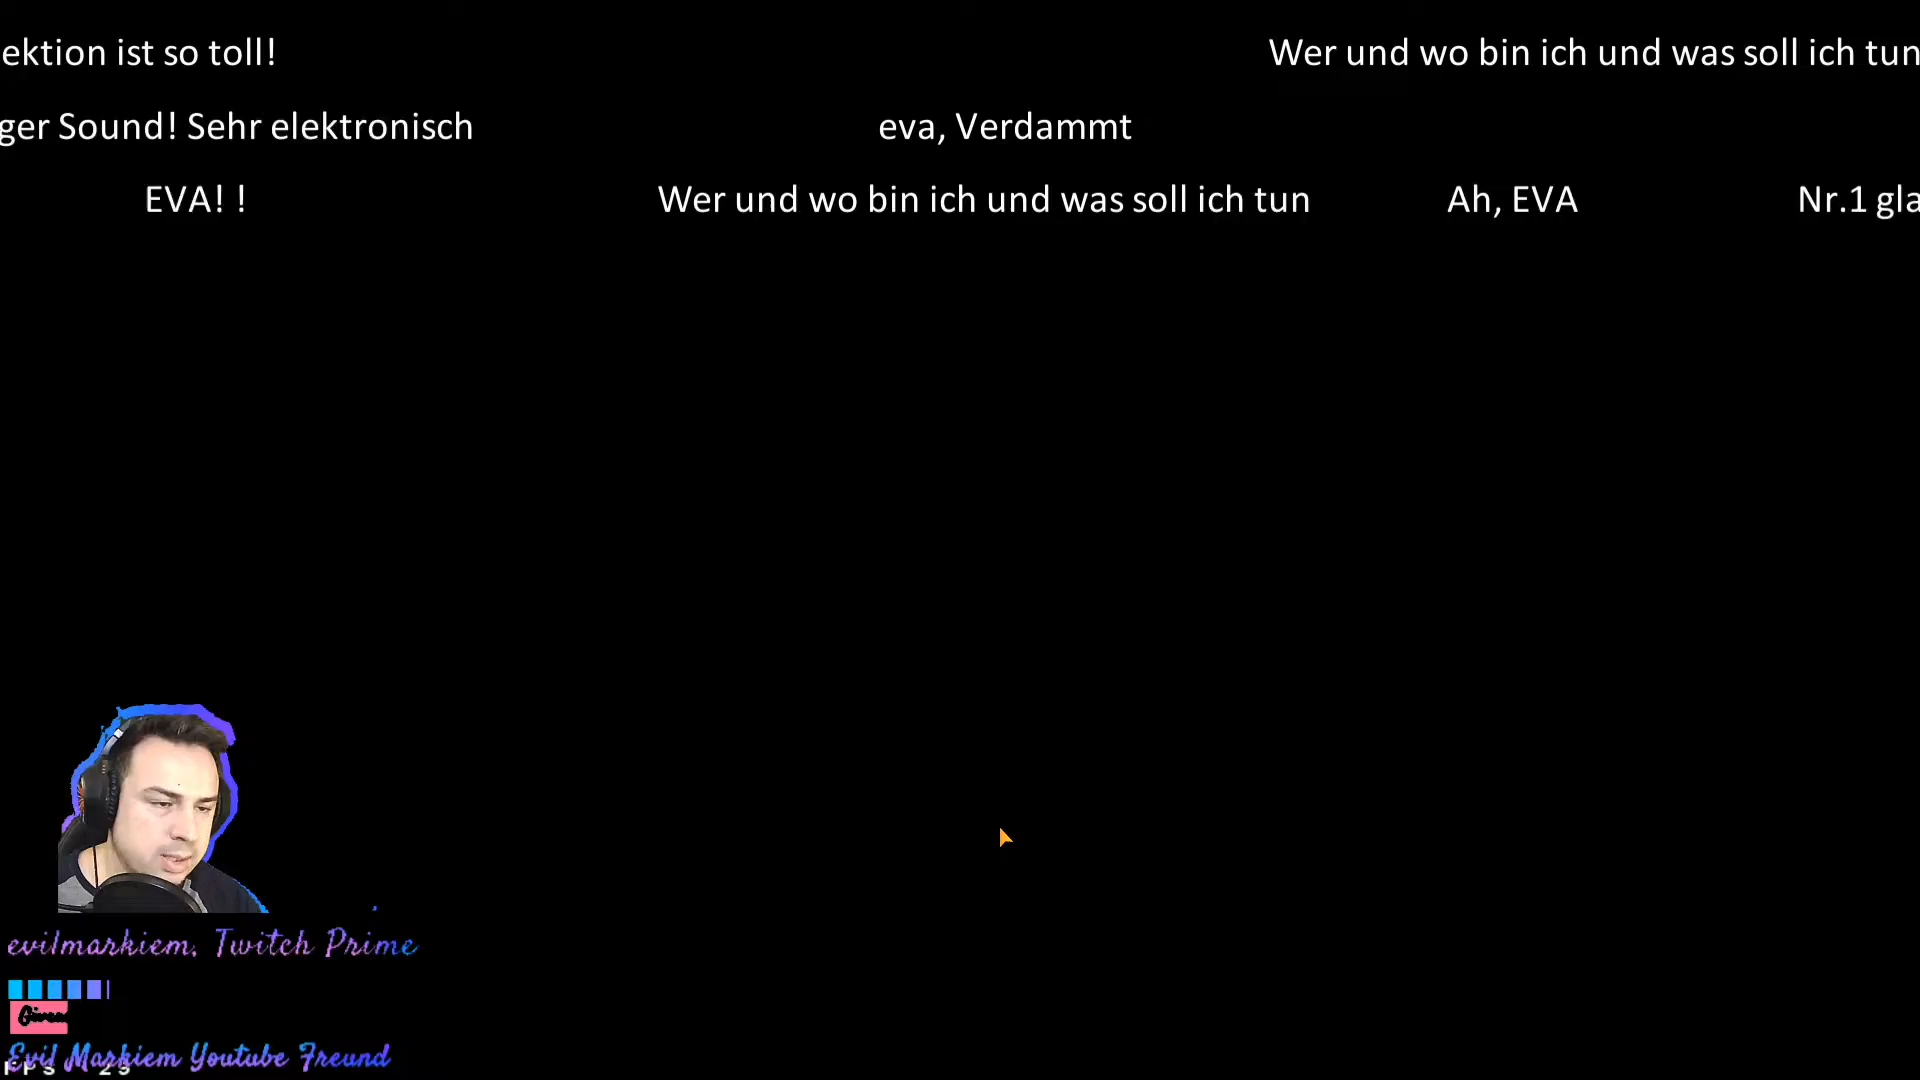 ektion ist so toll! Wer und wo bin ich und was soll ich tun
ger Sound! Sehr elektronisch eva, Verdammt
EVA! ! Wer und wo bin ich und was soll ich tun Ah, EVA Nr.1 gla
evilmarkiem. Twitch Prime
Evil Markiem Youtube Freund
FPS 23